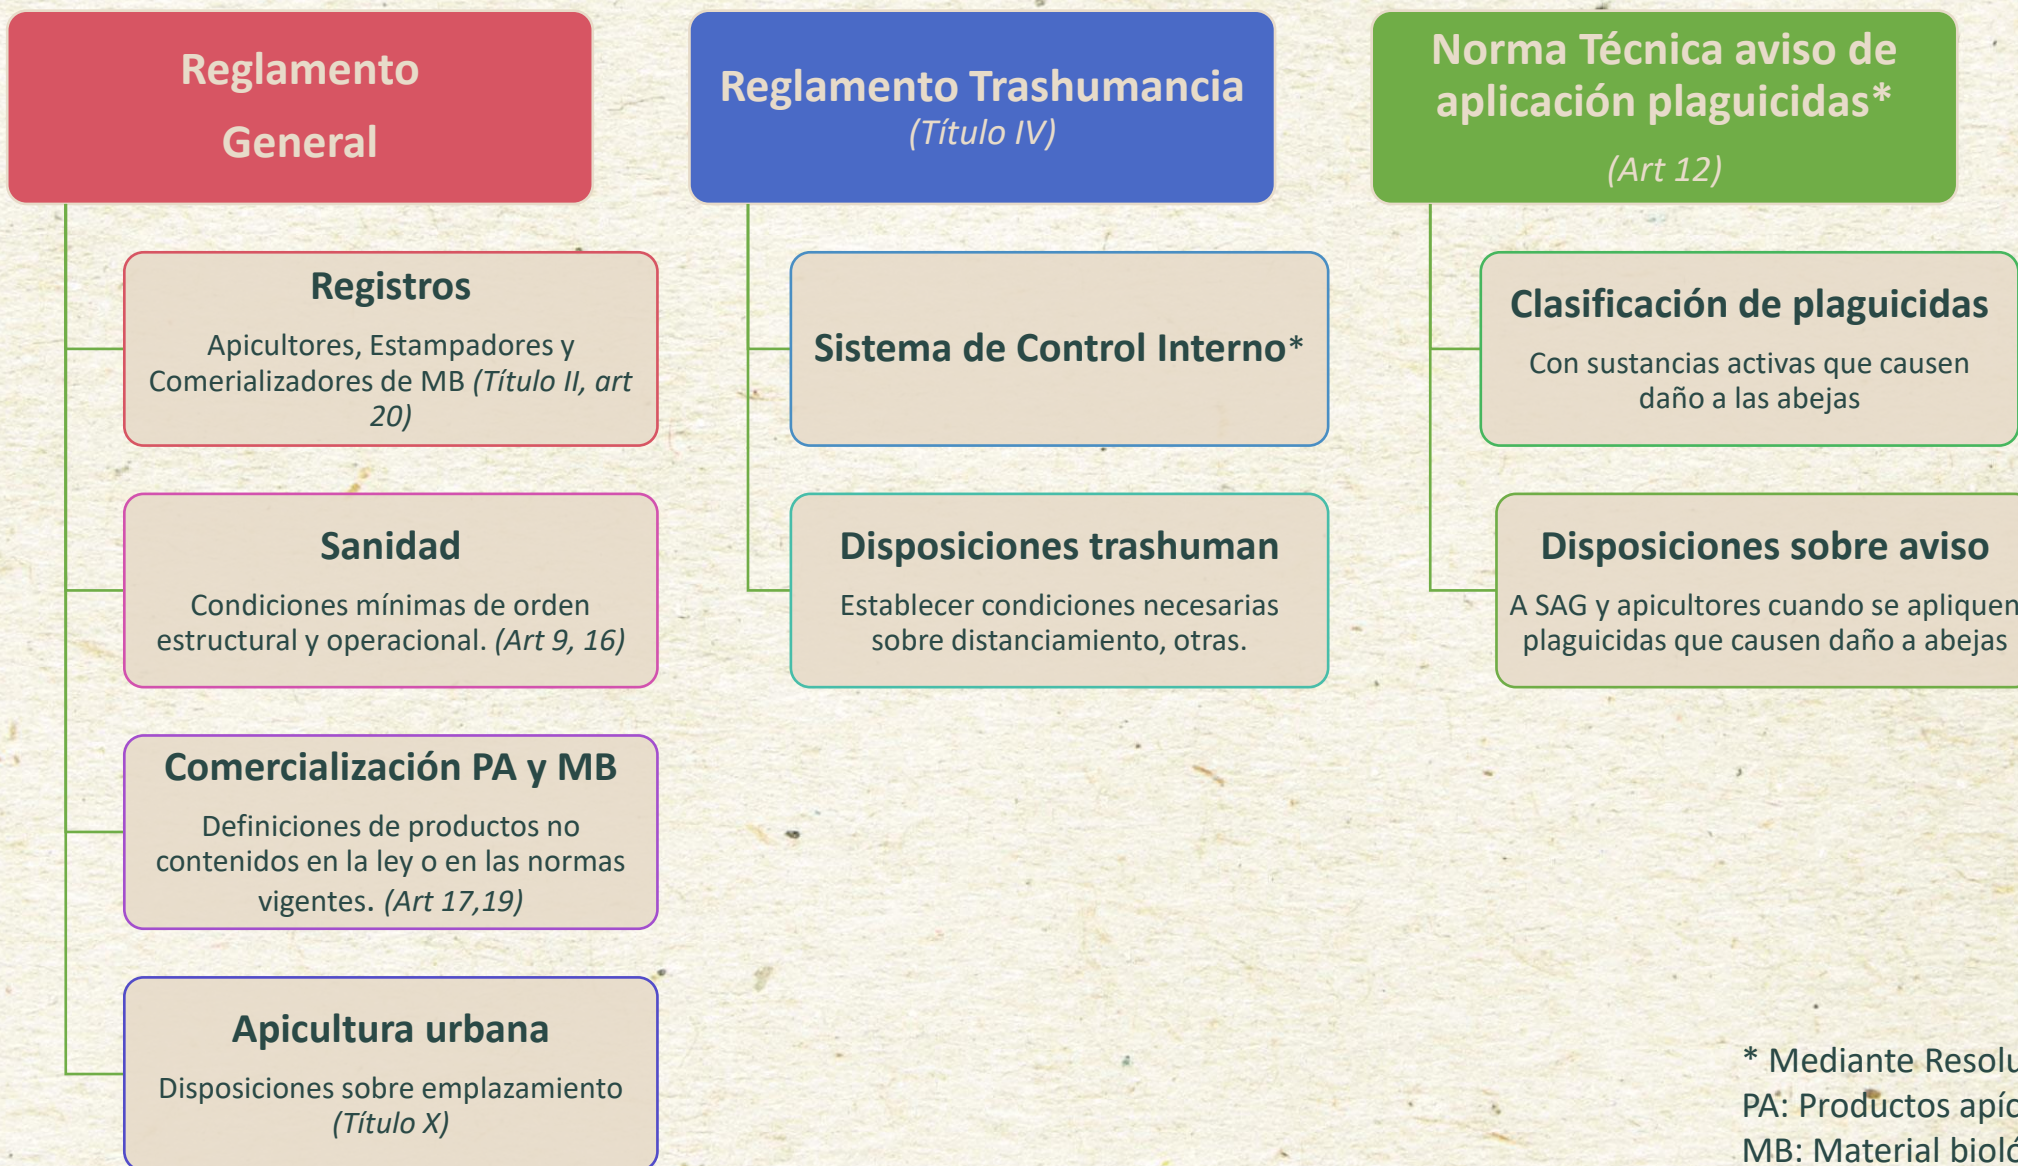 Reglamento
General
Registros
Apicultores, Estampadores y
Comerializadores de MB (Título II, art
20)
Sanidad
Condiciones mínimas de orden
estructural y operacional. (Art 9, 16)
Comercialización PA y MB
Definiciones de productos no
contenidos en la ley o en las normas
vigentes. (Art 17,19)
Apicultura urbana
Disposiciones sobre emplazamiento
(Título X)
Reglamento Trashumancia
(Título IV)
Sistema de Control Interno*
Disposiciones trashuman
Establecer condiciones necesarias
sobre distanciamiento, otras.
Norma Técnica aviso de
aplicación plaguicidas*
(Art 12)
Clasificación de plaguicidas
Con sustancias activas que causen
daño a las abejas
Disposiciones sobre aviso
A SAG y apicultores cuando se apliquen
plaguicidas que causen daño a abejas
* Mediante
PA: Productos
MB: Material